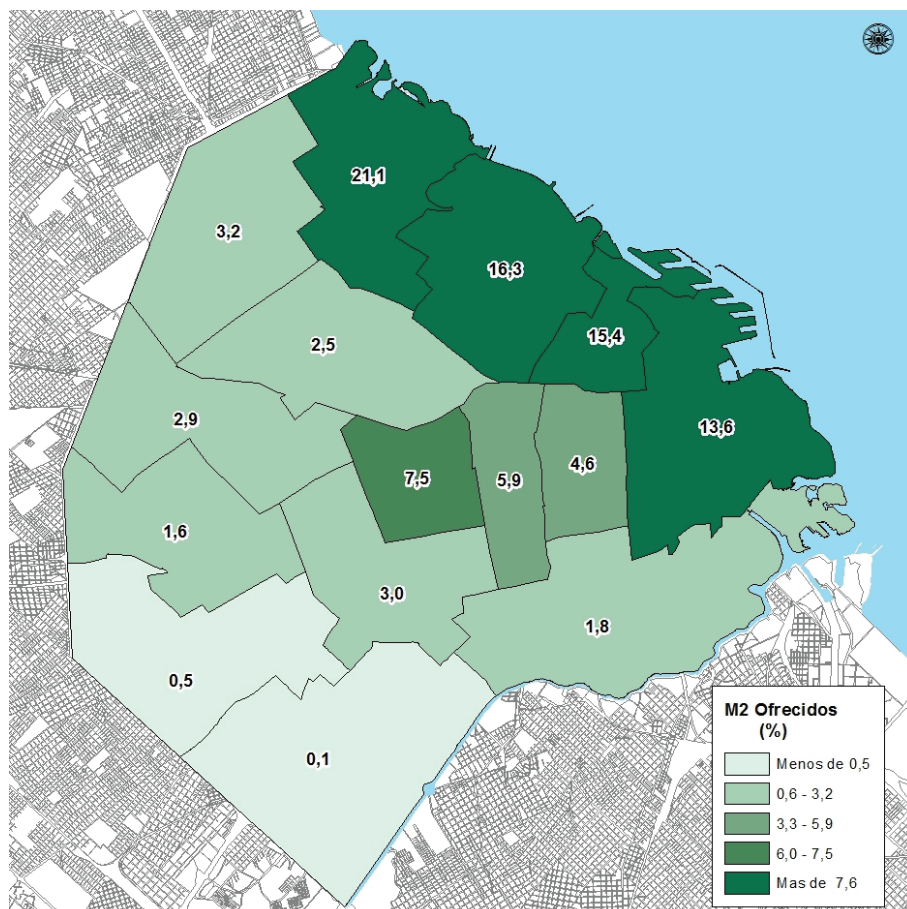 21,1
3,2
16,3
15,4
2,5
2,9
13,6
4,6
7,5
5,9
1,6
3,0
1,8
0,5
0,1
M2 Ofrecidos
(%)
Menos de 0,5
0,6 - 3,2
3,3 - 5,9
6,0 - 7,5
Mas de 7,6